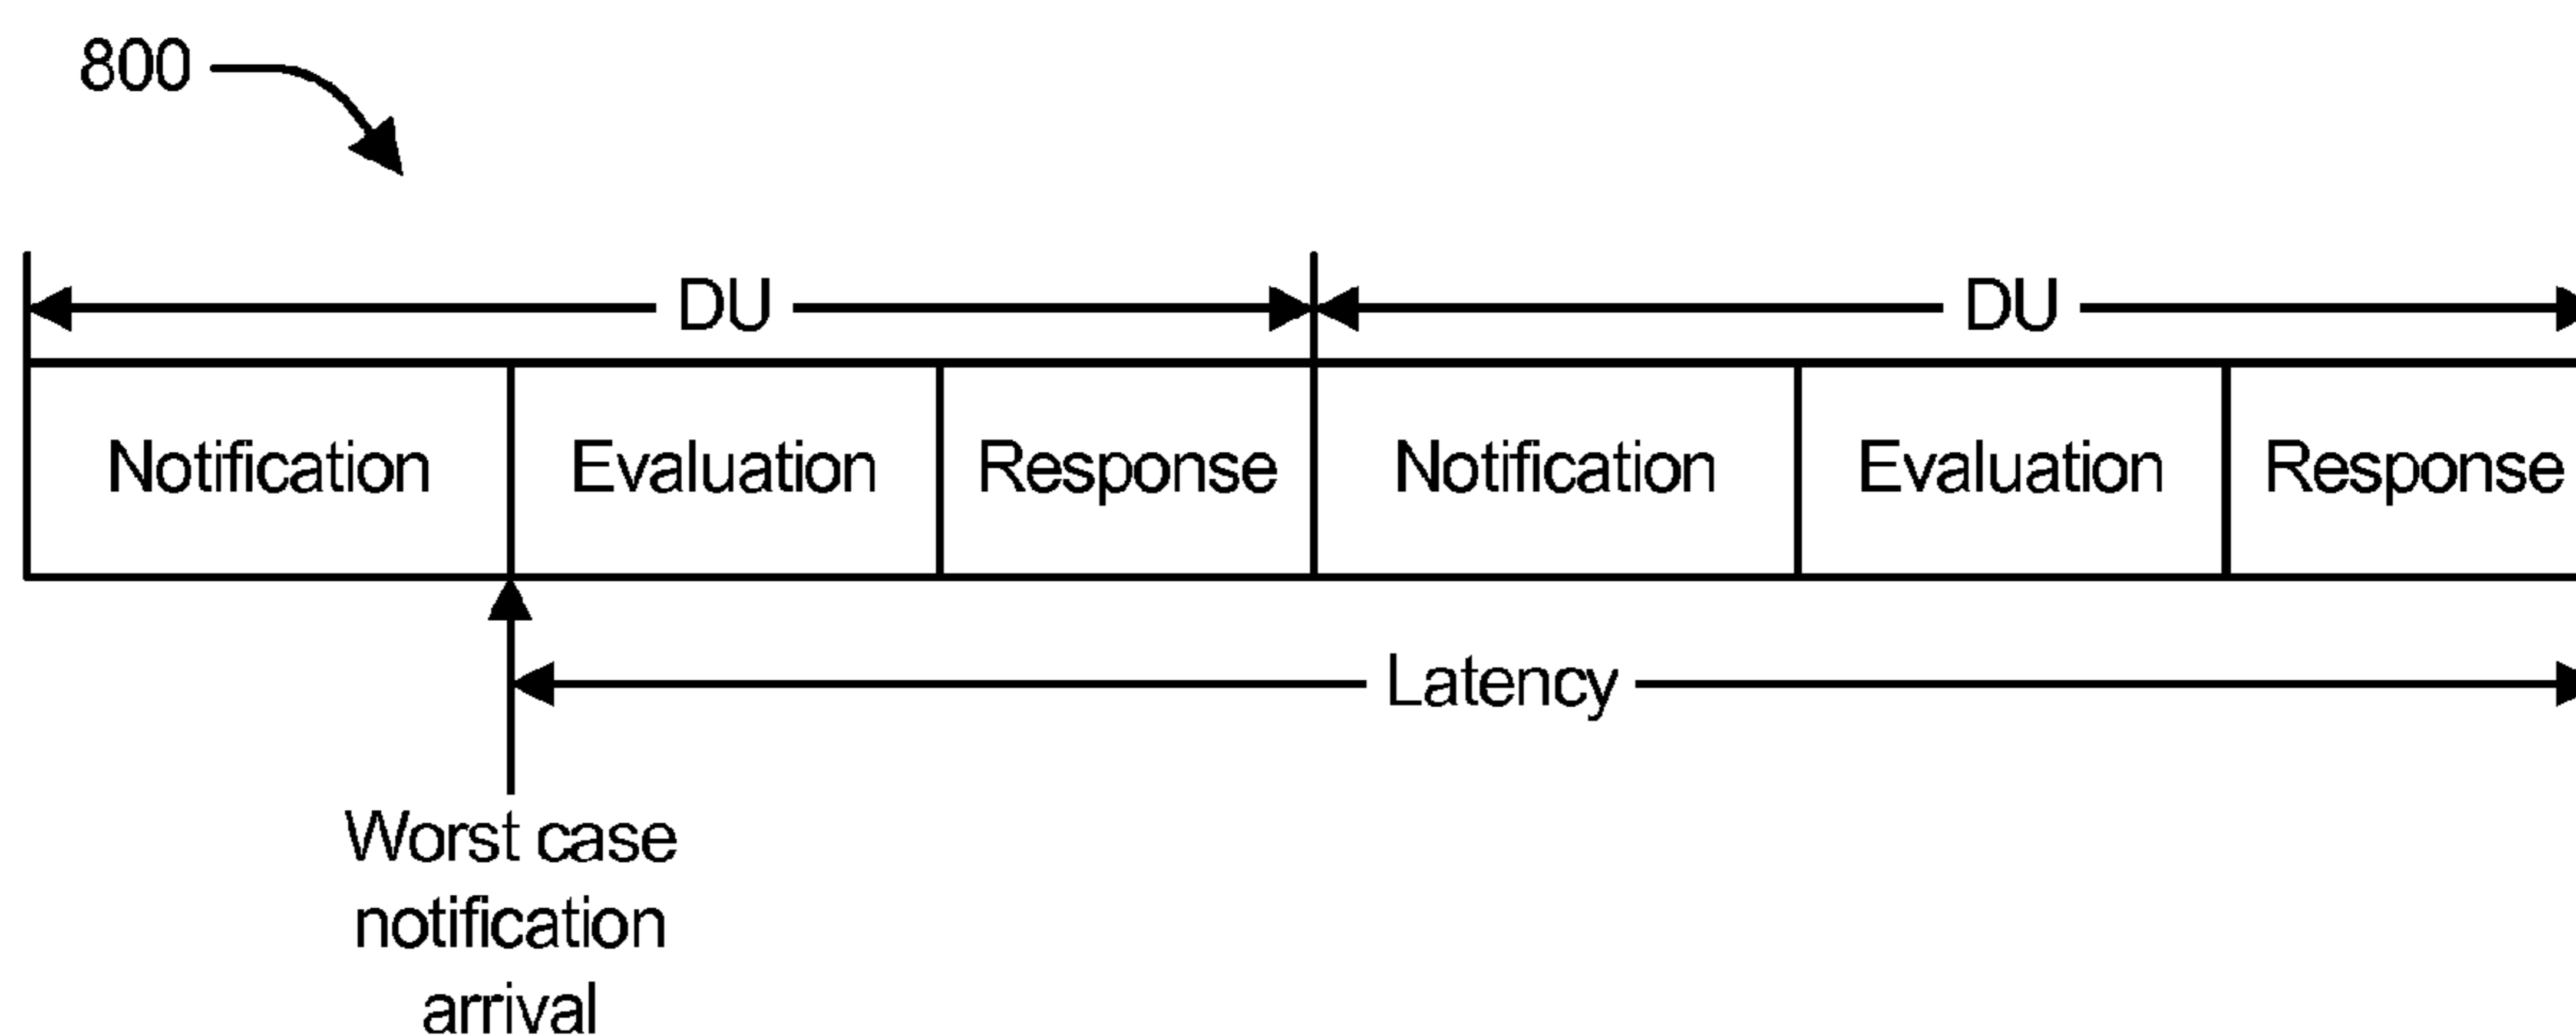 800
DU DU
Notification Evaluation Response Notification Evaluation Response
Latency
Worst case
notification
arrival